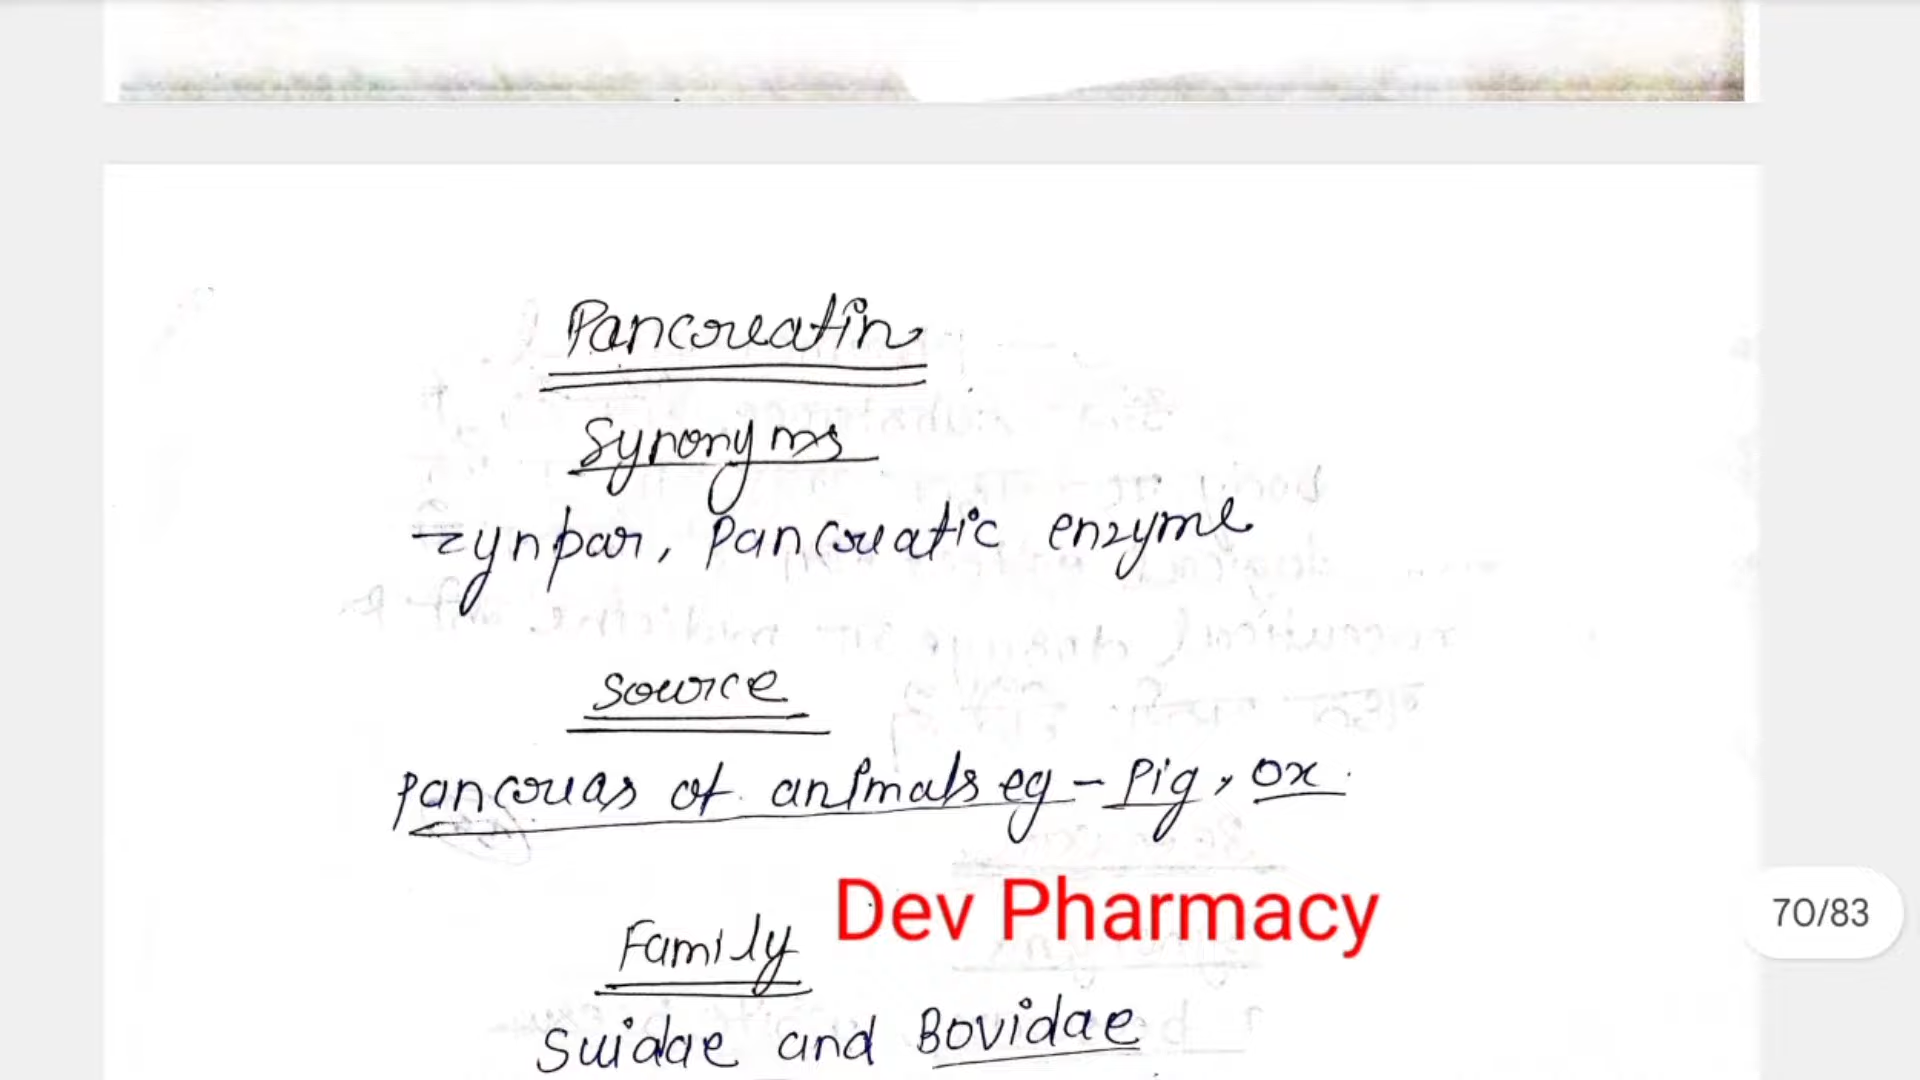 Pancreatin
Synonyms
Zynpar, Pancreatic enzyme
Source
Pancreas of animals eg - Pig, ox.
Dev Pharmacy
70/83
Family
Suidae and Bovidae